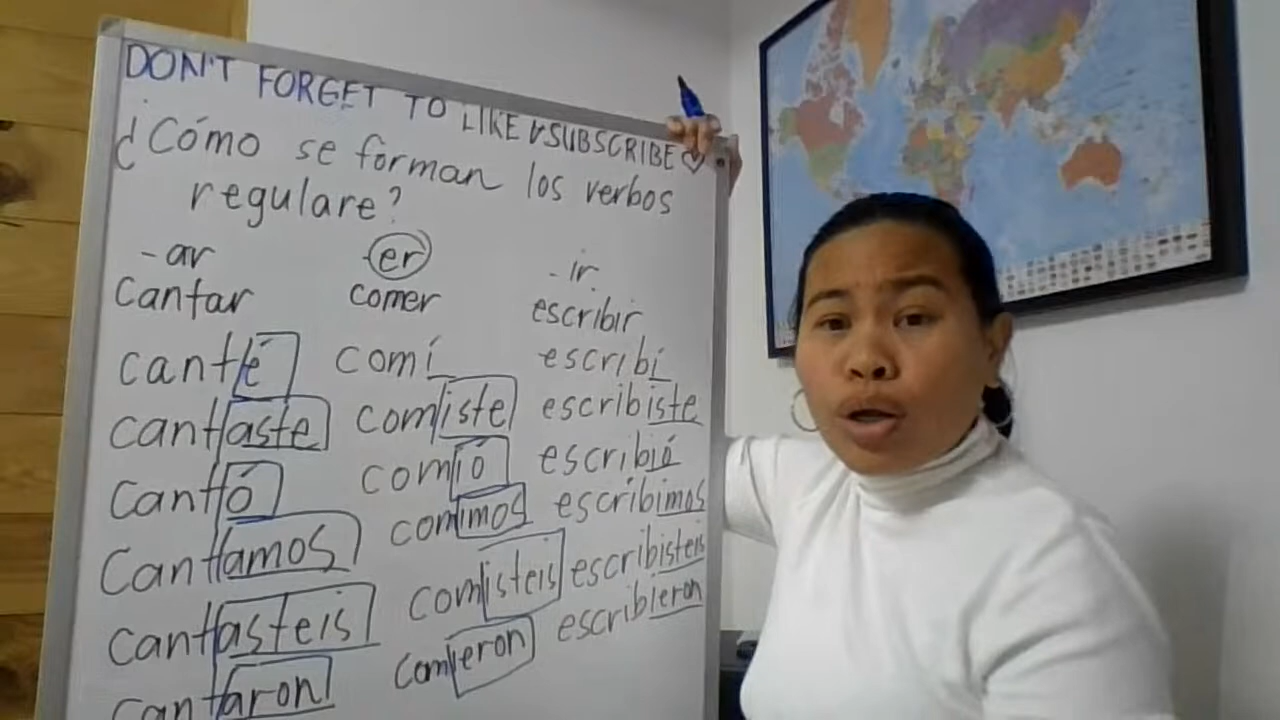 DON'T FORGET TO LIKE & SUBSCRIBE ♡
¿Cómo se forman los verbos
regulare?
-ar -er -ir
cantar comer escribir
canté comí escribí
cantaste comiste escribiste
cantó comió escribió
cantamos comimos escribimos
cantasteis comisteis escribisteis
cantaron comieron escribieron